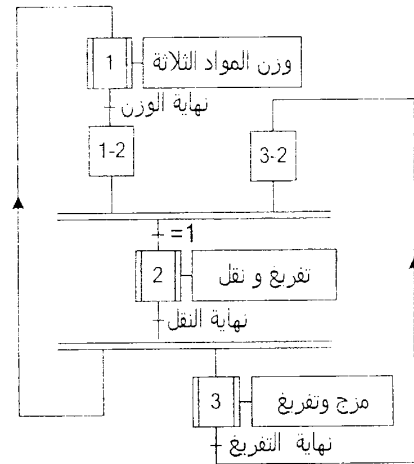 1 وزن المواد الثلاثة
نهاية الوزن
1-2 3-2
=1
2 تفريغ و نقل
نهاية النقل
3 مزج وتفريغ
نهاية التفريغ